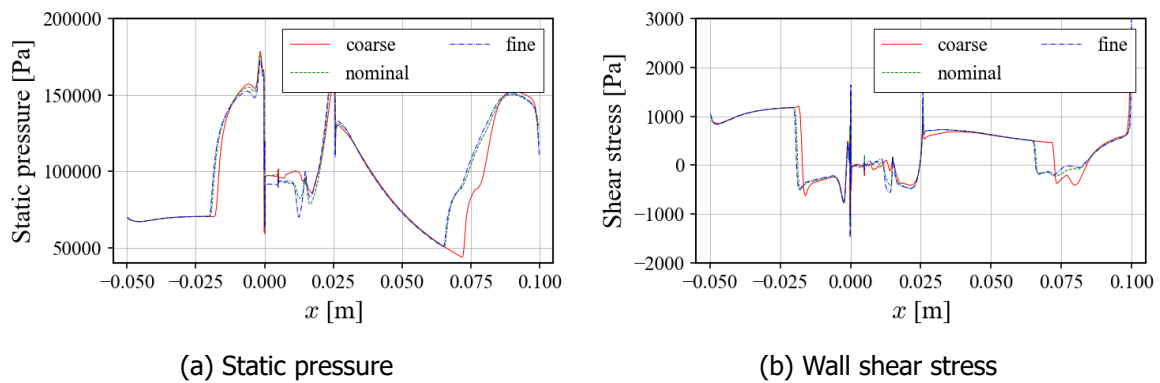 200000
150000
100000
50000
Static pressure [Pa]
coarse
fine
nominal
−0.050 −0.025 0.000 0.025 0.050 0.075 0.100
x [m]
(a) Static pressure
3000
2000
1000
0
−1000
−2000
Shear stress [Pa]
coarse
fine
nominal
−0.050 −0.025 0.000 0.025 0.050 0.075 0.100
x [m]
(b) Wall shear stress